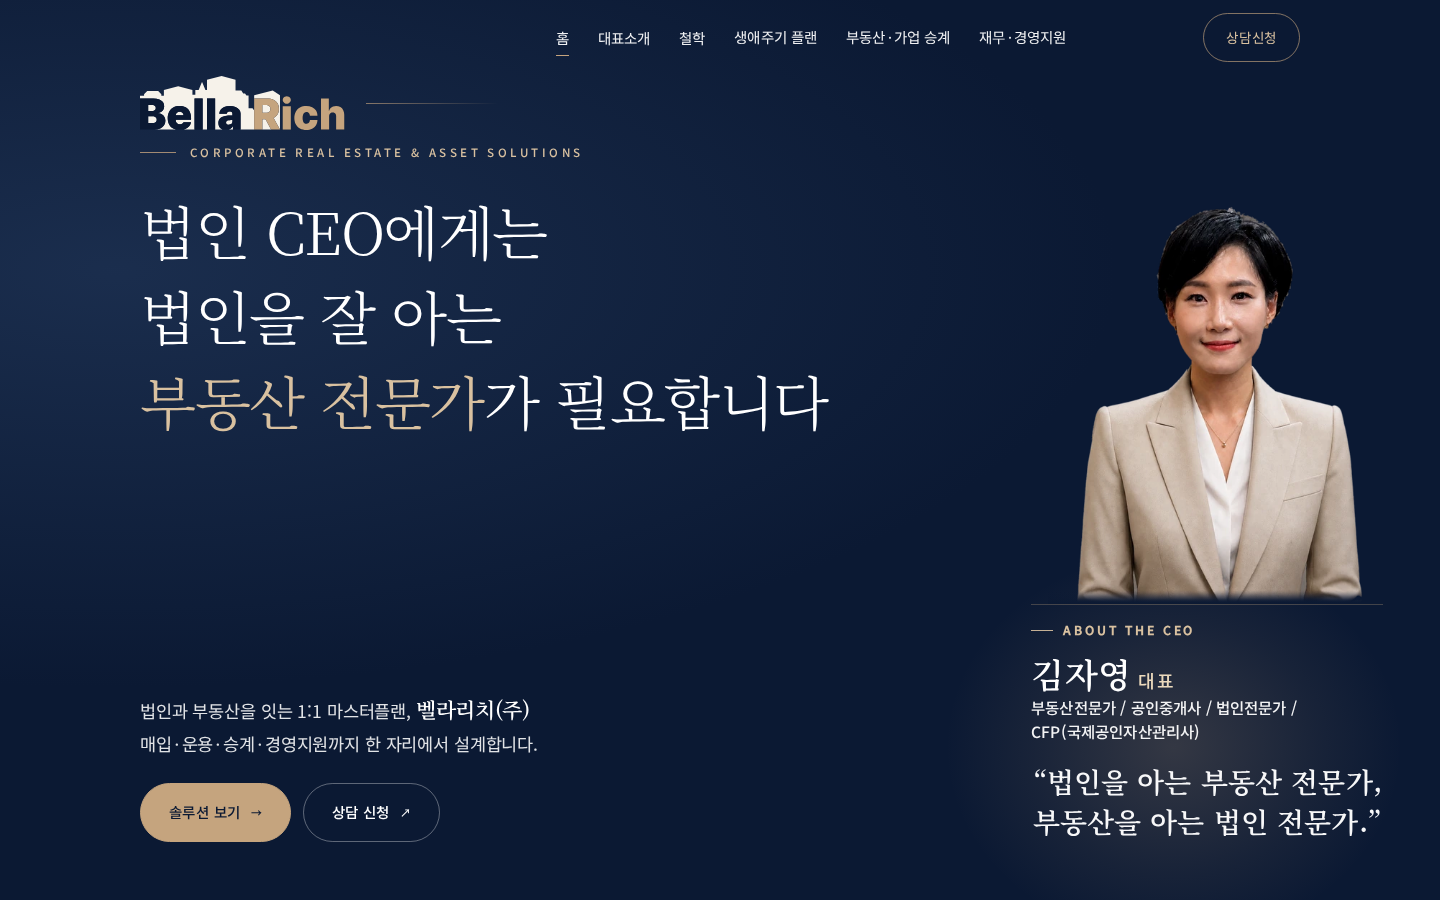 홈 대표소개 철학 생애주기 플랜 부동산·가업 승계 재무·경영지원 상담신청
Bella Rich
CORPORATE REAL ESTATE & ASSET SOLUTIONS
법인 CEO에게는
법인을 잘 아는
부동산 전문가가 필요합니다
법인과 부동산을 잇는 1:1 마스터플랜, 벨라리치(주)
매입·운용·승계·경영지원까지 한 자리에서 설계합니다.
솔루션 보기 → 상담 신청 ↗
ABOUT THE CEO
김자영 대표
부동산전문가 / 공인중개사 / 법인전문가 /
CFP(국제공인자산관리사)
“법인을 아는 부동산 전문가,
부동산을 아는 법인 전문가.”